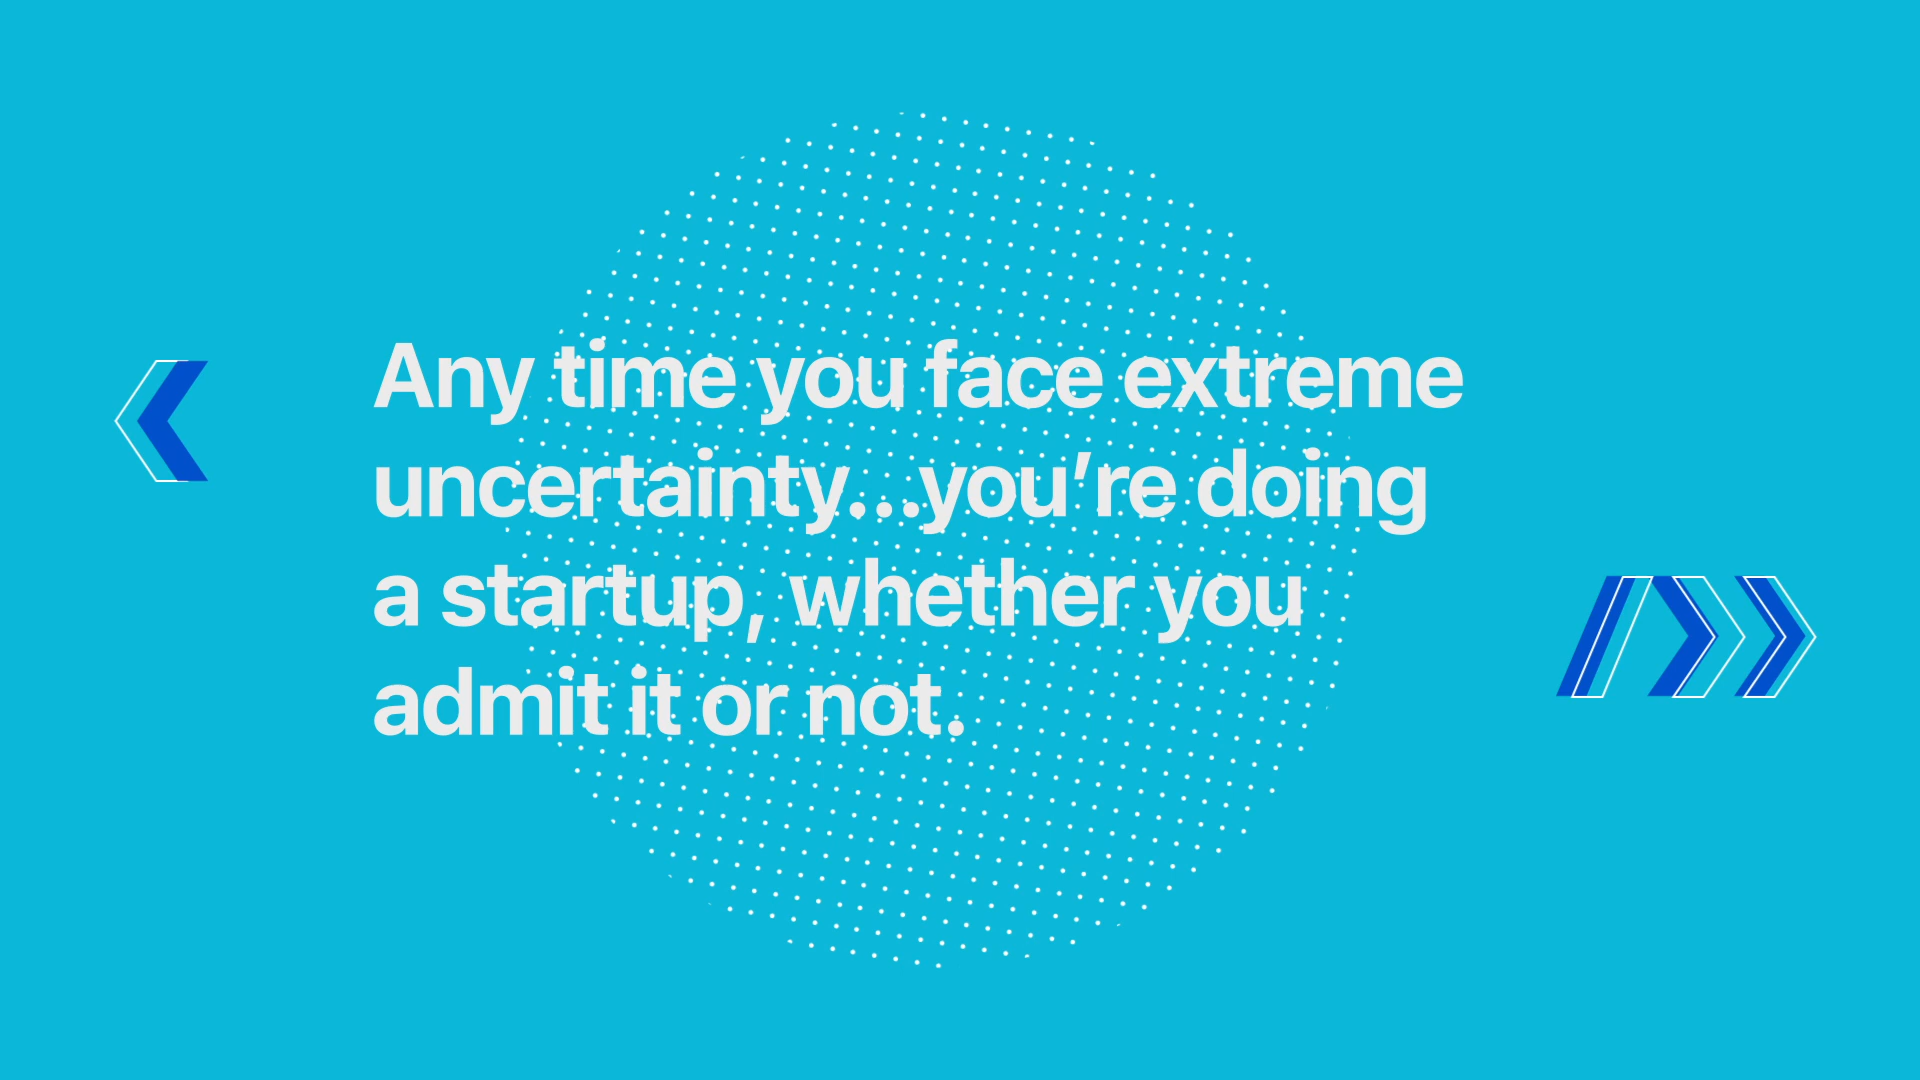 Any time you face extreme
uncertainty...you’re doing
a startup, whether you
admit it or not.